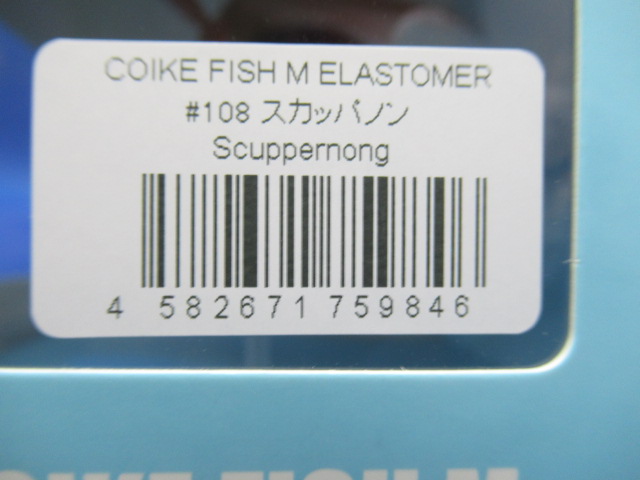 COIKE FISH M ELASTOMER
#108 スカッパノン
Scuppernong
4 582671 759846